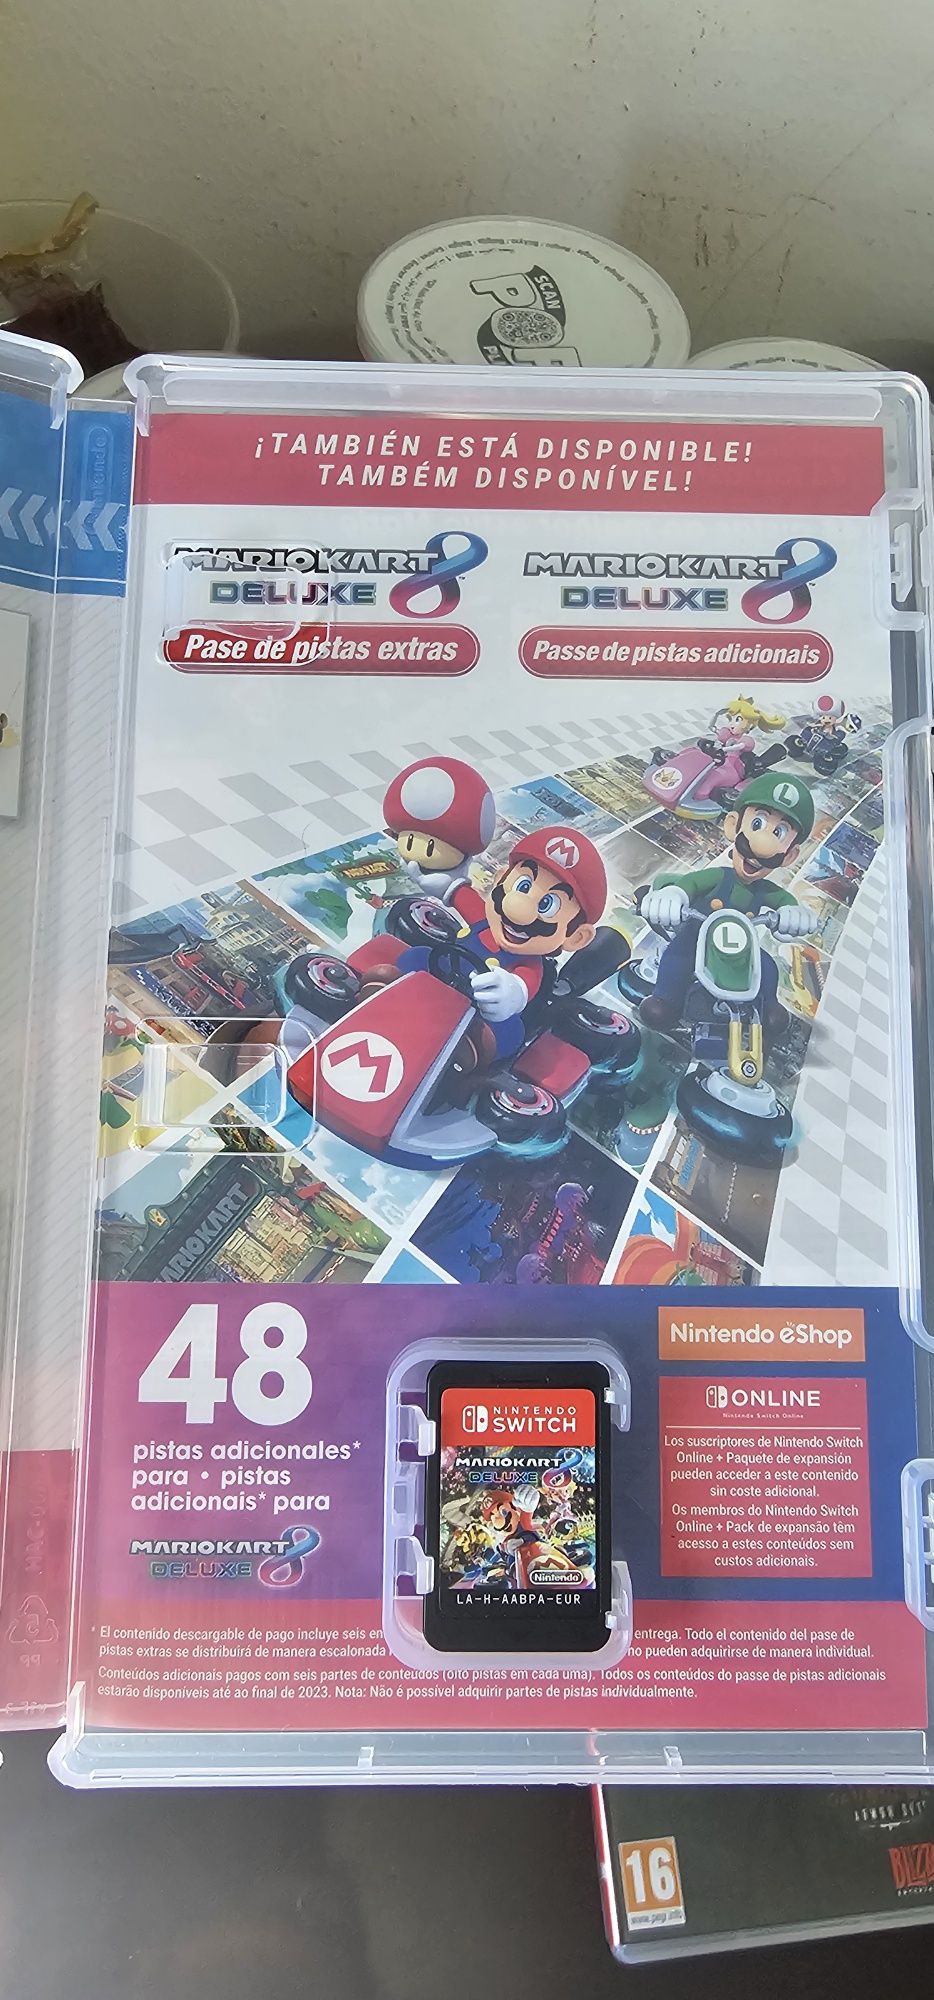 SCAN
¡TAMBIÉN ESTÁ DISPONIBLE!
TAMBÉM DISPONÍVEL!
MARIOKART 8
DELUXE
Pase de pistas extras
MARIOKART 8
DELUXE
Passe de pistas adicionais
L
M
L
M
MARIOKART
48
pistas adicionales*
para • pistas
adicionais* para
MARIOKART 8
DELUXE
NINTENDO
SWITCH
MARIOKART 8
DELUXE
Nintendo
LA-H-AABPA-EUR
Nintendo eShop
ONLINE
Nintendo Switch Online
Los suscriptores de Nintendo Switch
Online + Paquete de expansión
pueden acceder a este contenido
sin coste adicional.
Os membros do Nintendo Switch
Online + Pack de expansão têm
acesso a estes conteúdos sem
custos adicionais.
* El contenido descargable de pago incluye seis en entrega. Todo el contenido del pase de
pistas extras se distribuirá de manera escalonada no pueden adquirirse de manera individual.
Conteúdos adicionais pagos com seis partes de conteúdos (oito pistas em cada uma). Todos os conteúdos do passe de pistas adicionais
estarão disponíveis até ao final de 2023. Nota: Não é possível adquirir partes de pistas individualmente.
16